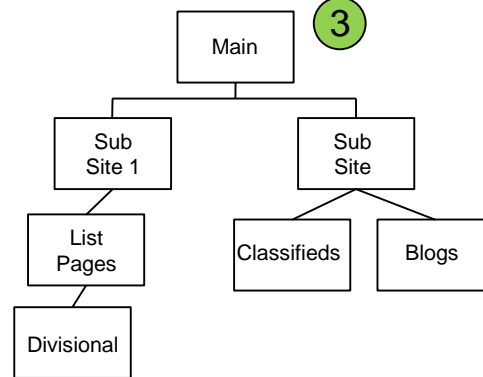 Main
3
Sub
Site 1
Sub
Site
List
Pages
Classifieds
Blogs
Divisional